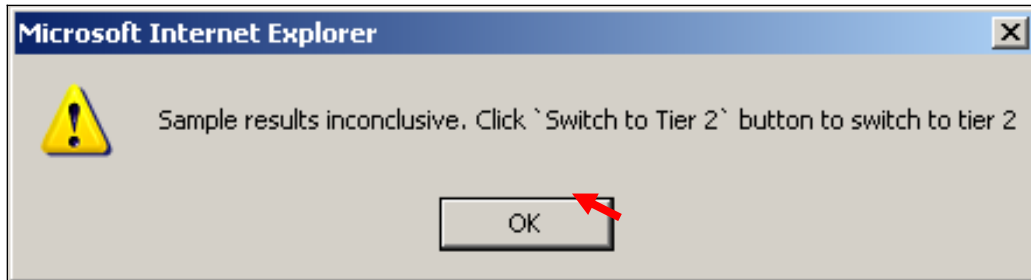 Microsoft Internet Explorer
Sample results inconclusive. Click `Switch to Tier 2` button to switch to tier 2
OK